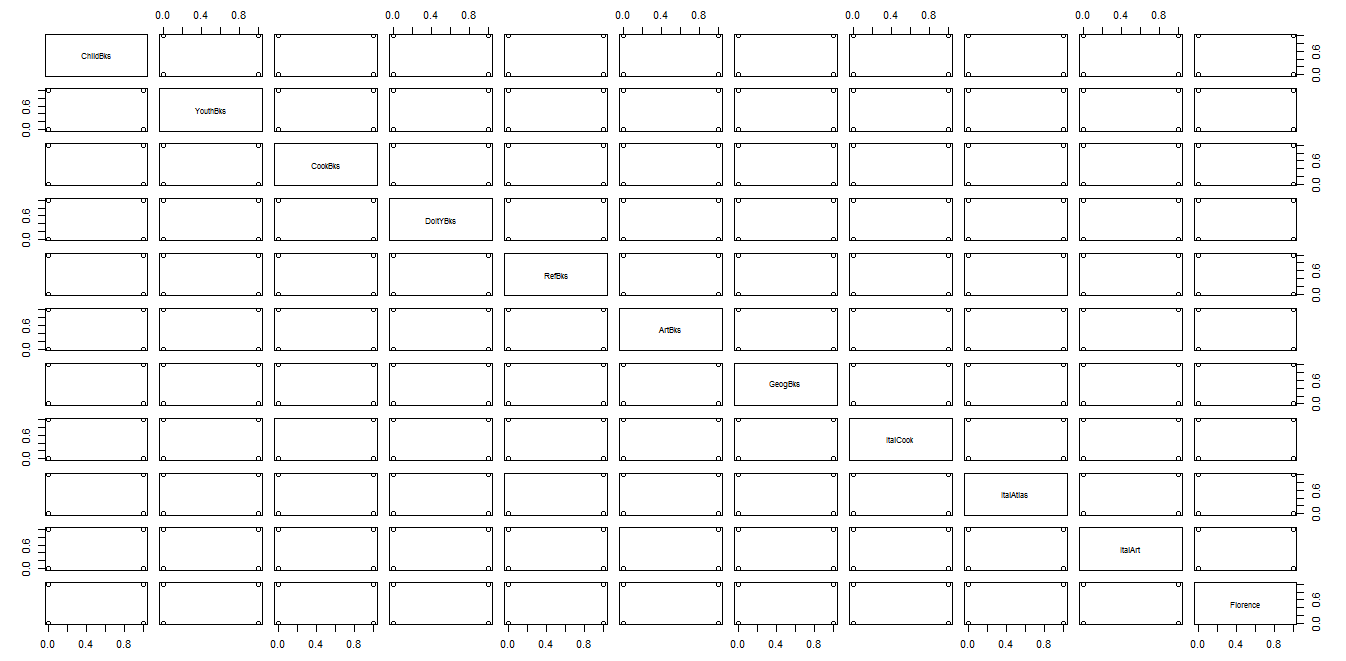 0.0 0.4 0.8 0.0 0.4 0.8 0.0 0.4 0.8 0.0 0.4 0.8 0.0 0.4 0.8
ChildBks 0.0 0.6
0.0 0.6 YouthBks
CookBks 0.0 0.6
0.0 0.6 DoItYBks
RefBks 0.0 0.6
0.0 0.6 ArtBks
GeogBks 0.0 0.6
0.0 0.6 ItalCook
ItalAtlas 0.0 0.6
0.0 0.6 ItalArt
Florence 0.0 0.6
0.0 0.4 0.8 0.0 0.4 0.8 0.0 0.4 0.8 0.0 0.4 0.8 0.0 0.4 0.8 0.0 0.4 0.8